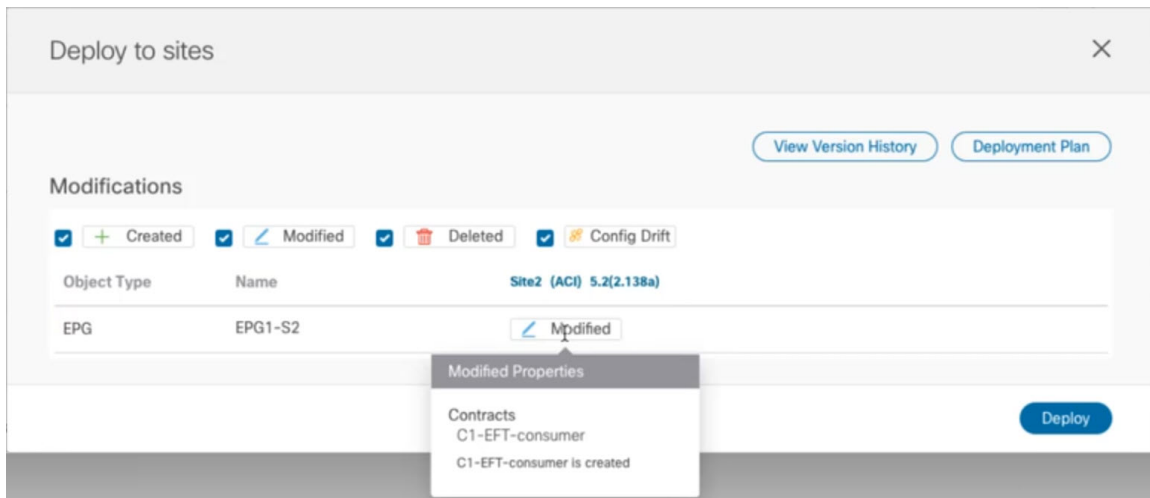 Deploy to sites
View Version History
Deployment Plan
Modifications
Created
Modified
Deleted
Config Drift
Object Type
Name
Site2 (ACI) 5.2(2.138a)
EPG
EPG1-S2
Modified
Modified Properties
Contracts
C1-EFT-consumer
C1-EFT-consumer is created
Deploy